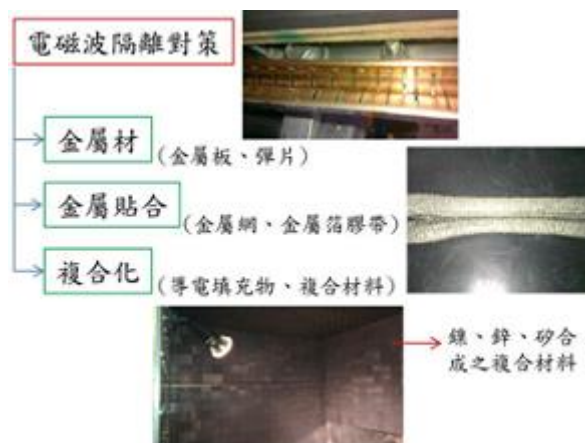 電磁波隔離對策
金屬材
(金屬板、彈片)
金屬貼合
(金屬網、金屬箔膠帶)
複合化
(導電填充物、複合材料)
鎳、鋅、矽合
成之複合材料